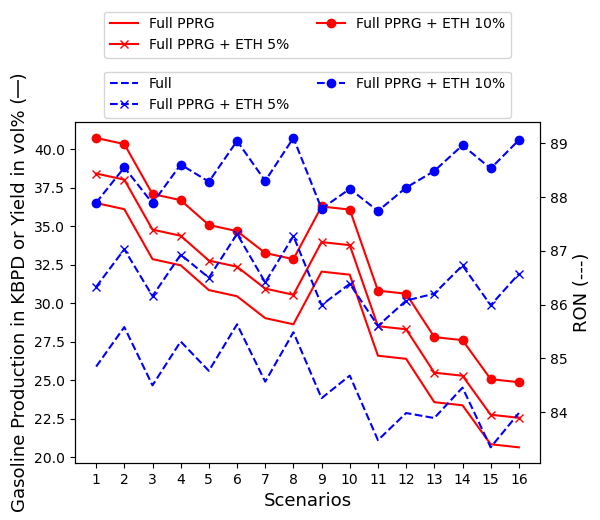 Full PPRG
Full PPRG + ETH 5%
Full PPRG + ETH 10%
Full
Full PPRG + ETH 5%
Full PPRG + ETH 10%
Gasoline Production in KBPD or Yield in vol% (—)
40.0
37.5
35.0
32.5
30.0
27.5
25.0
22.5
20.0
89
88
87
86
85
84
RON (---)
1 2 3 4 5 6 7 8 9 10 11 12 13 14 15 16
Scenarios